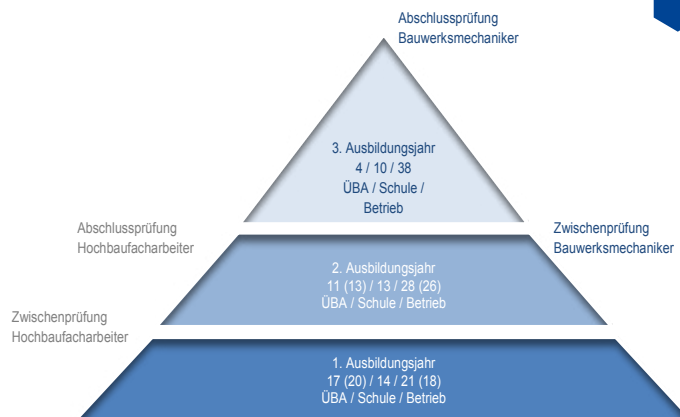 Abschlussprüfung
Bauwerksmechaniker
3. Ausbildungsjahr
4 / 10 / 38
ÜBA / Schule /
Betrieb
Abschlussprüfung
Hochbaufacharbeiter
Zwischenprüfung
Bauwerksmechaniker
2. Ausbildungsjahr
11 (13) / 13 / 28 (26)
ÜBA / Schule / Betrieb
Zwischenprüfung
Hochbaufacharbeiter
1. Ausbildungsjahr
17 (20) / 14 / 21 (18)
ÜBA / Schule / Betrieb